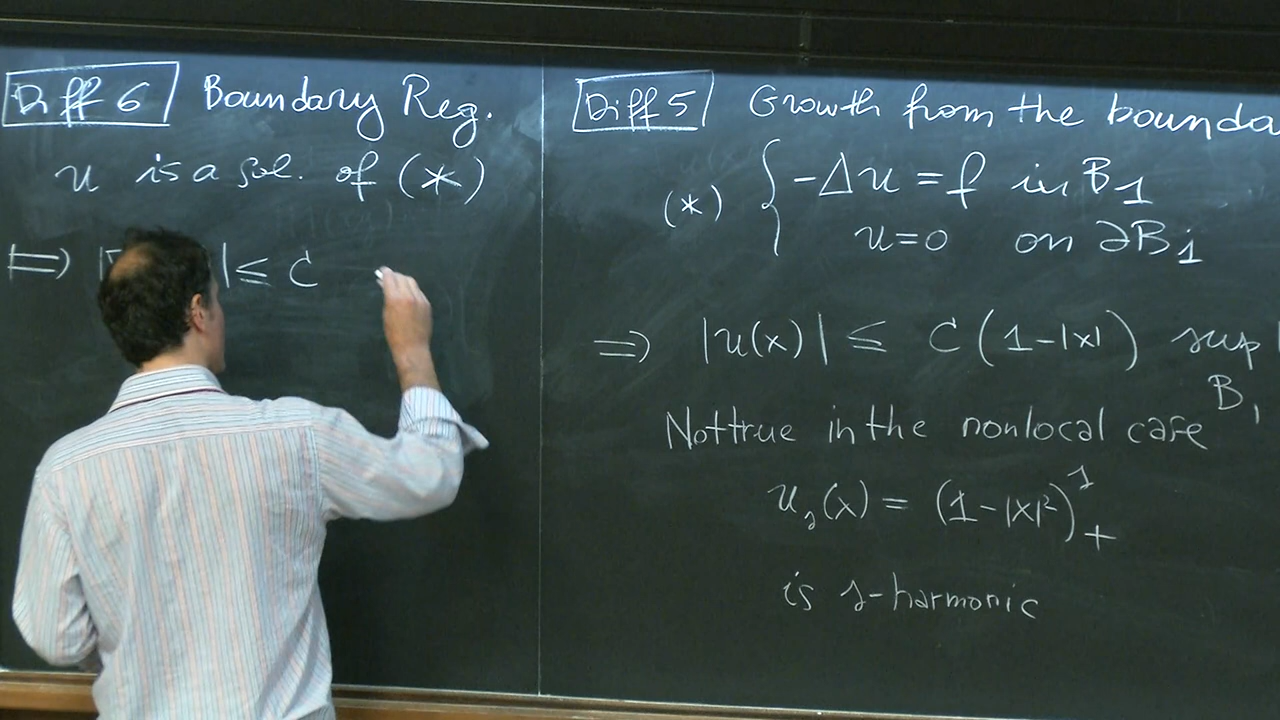 Diff 6 Boundary Reg.
u is a sol. of (*)
⟹ | | ≤ C
Diff 5 Growth from the bounda
(*) { -Δu = f in B₁
u=0 on ∂B₁
⟹ |u(x)| ≤ C(1-|x|) sup |
B₁
Not true in the nonlocal case
uₛ(x) = (1-|x|²)₊ˢ
is s-harmonic